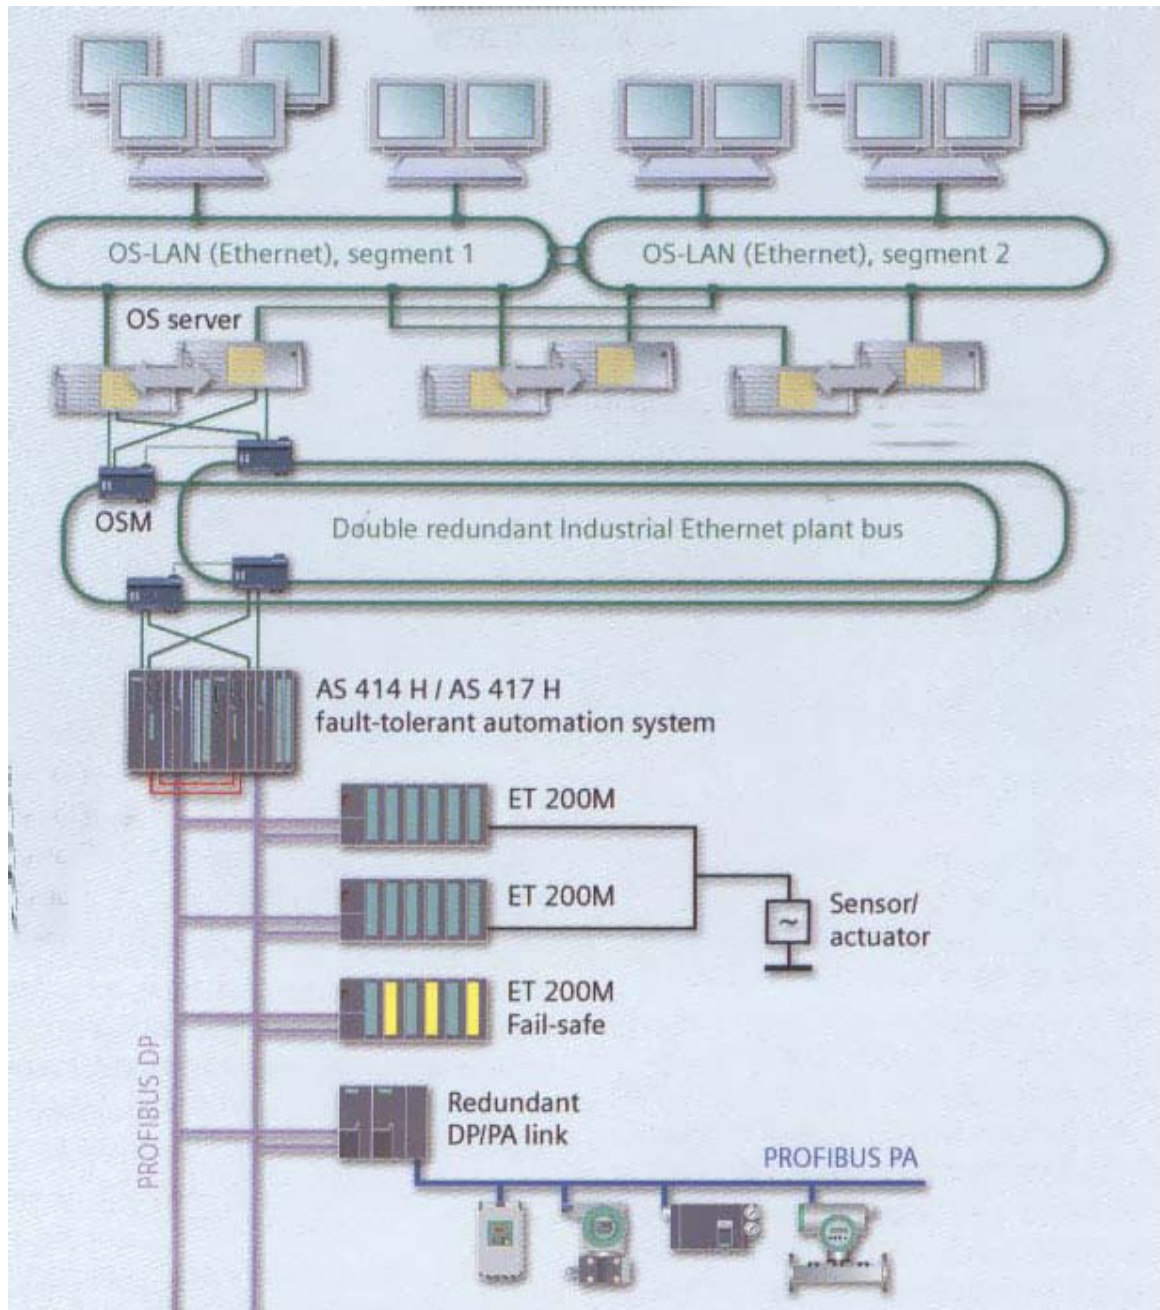 OS-LAN (Ethernet), segment 1
OS-LAN (Ethernet), segment 2
OS server
OSM
Double redundant Industrial Ethernet plant bus
AS 414 H / AS 417 H
fault-tolerant automation system
ET 200M
ET 200M
Sensor/
actuator
ET 200M
Fail-safe
PROFIBUS DP
Redundant
DP/PA link
PROFIBUS PA